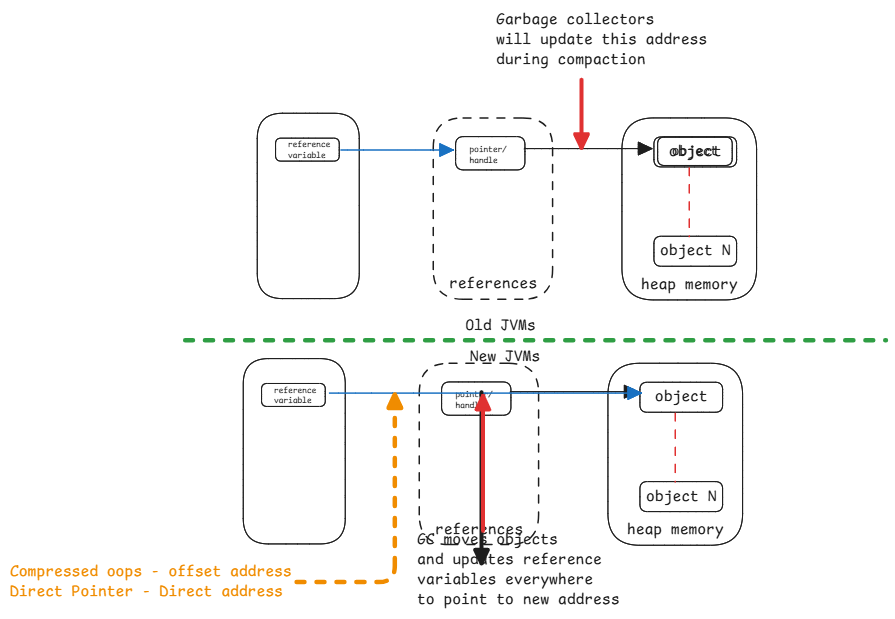 Garbage collectors
will update this address
during compaction
reference
variable
pointer/
handle
object
object
object N
references
heap memory
Old JVMs
New JVMs
reference
variable
pointer/
handle
object
object N
references
heap memory
GC moves objects
and updates reference
variables everywhere
to point to new address
Compressed oops - offset address
Direct Pointer - Direct address